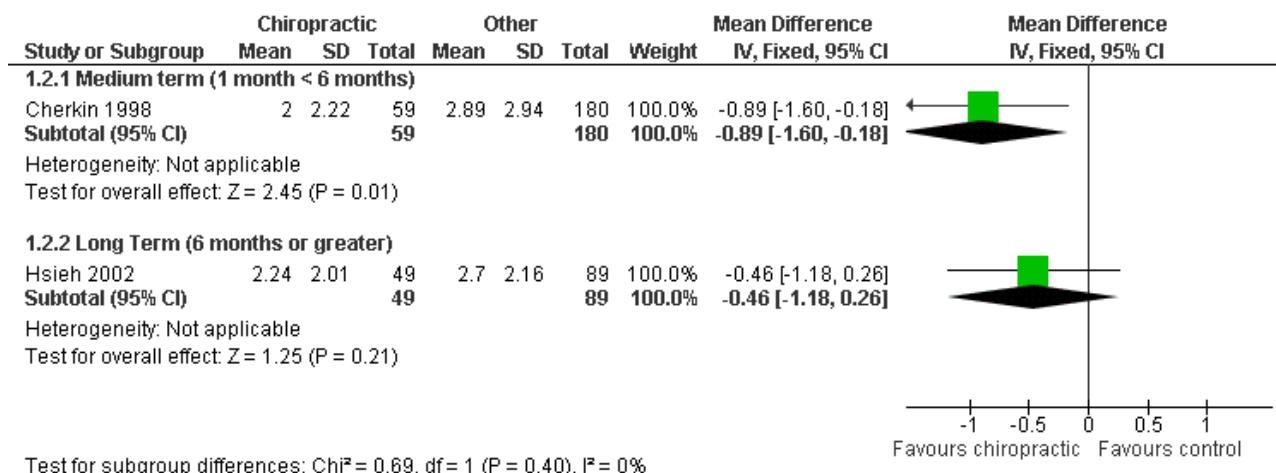 Chiropractic Other Mean Difference Mean Difference
Study or Subgroup Mean SD Total Mean SD Total Weight IV, Fixed, 95% CI IV, Fixed, 95% CI
1.2.1 Medium term (1 month < 6 months)
Cherkin 1998 2 2.22 59 2.89 2.94 180 100.0% -0.89 [-1.60, -0.18]
Subtotal (95% CI) 59 180 100.0% -0.89 [-1.60, -0.18]
Heterogeneity: Not applicable
Test for overall effect: Z = 2.45 (P = 0.01)
1.2.2 Long Term (6 months or greater)
Hsieh 2002 2.24 2.01 49 2.7 2.16 89 100.0% -0.46 [-1.18, 0.26]
Subtotal (95% CI) 49 89 100.0% -0.46 [-1.18, 0.26]
Heterogeneity: Not applicable
Test for overall effect: Z = 1.25 (P = 0.21)
-1 -0.5 0 0.5 1
Favours chiropractic Favours control
Test for subgroup differences: Chi² = 0.69, df = 1 (P = 0.40), I² = 0%